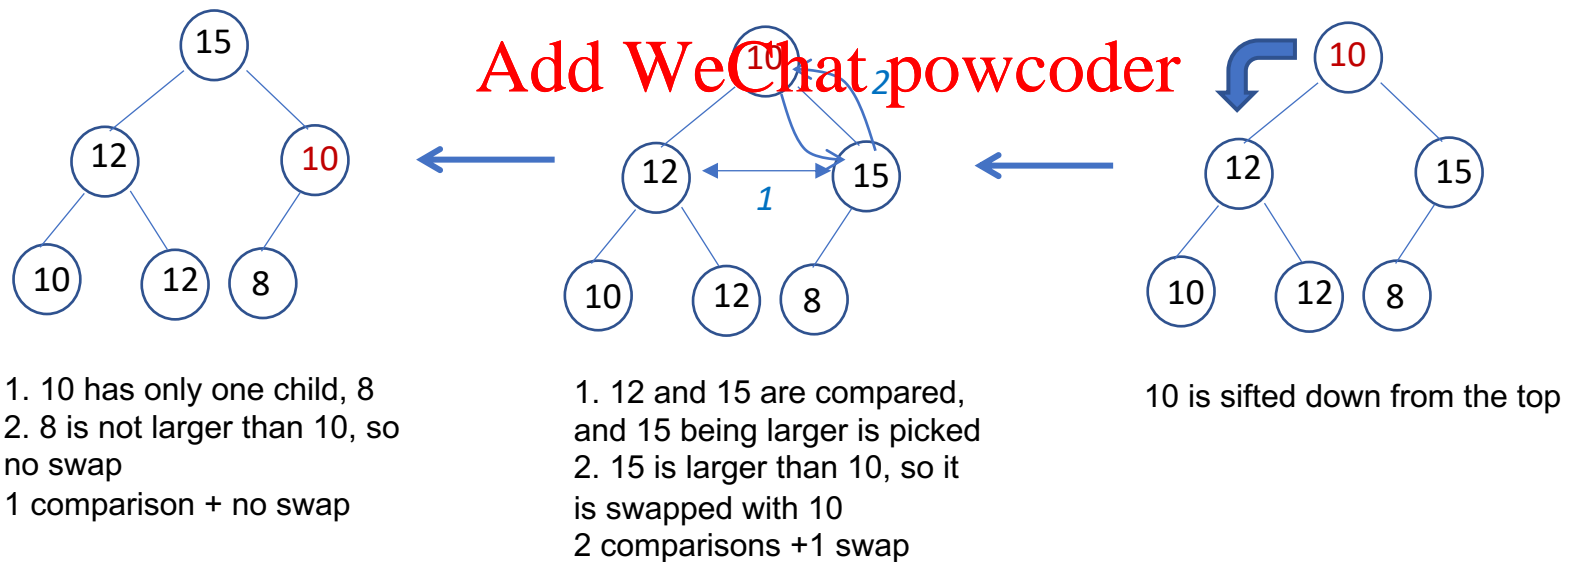 Add WeChat powcoder
15
12
10
10
12
8
10
2
12
15
1
10
12
8
10
12
15
10
12
8
1. 10 has only one child, 8
2. 8 is not larger than 10, so
no swap
1 comparison + no swap
1. 12 and 15 are compared,
and 15 being larger is picked
2. 15 is larger than 10, so it
is swapped with 10
2 comparisons +1 swap
10 is sifted down from the top